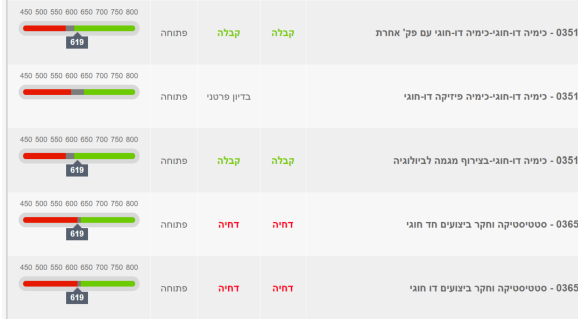 0351 - כימיה דו-חוגי-כימיה דו-חוגי עם פק' אחרת קבלה קבלה פתוחה 450 500 550 600 650 700 750 800
619
0351 - כימיה דו-חוגי-כימיה פיזיקה דו-חוגי בדיון פרטני פתוחה 450 500 550 600 650 700 750 800
0351 - כימיה דו-חוגי-בצירוף מגמה לביולוגיה קבלה קבלה פתוחה 450 500 550 600 650 700 750 800
619
0365 - סטטיסטיקה וחקר ביצועים חד חוגי דחיה דחיה פתוחה 450 500 550 600 650 700 750 800
619
0365 - סטטיסטיקה וחקר ביצועים דו חוגי דחיה דחיה פתוחה 450 500 550 600 650 700 750 800
619